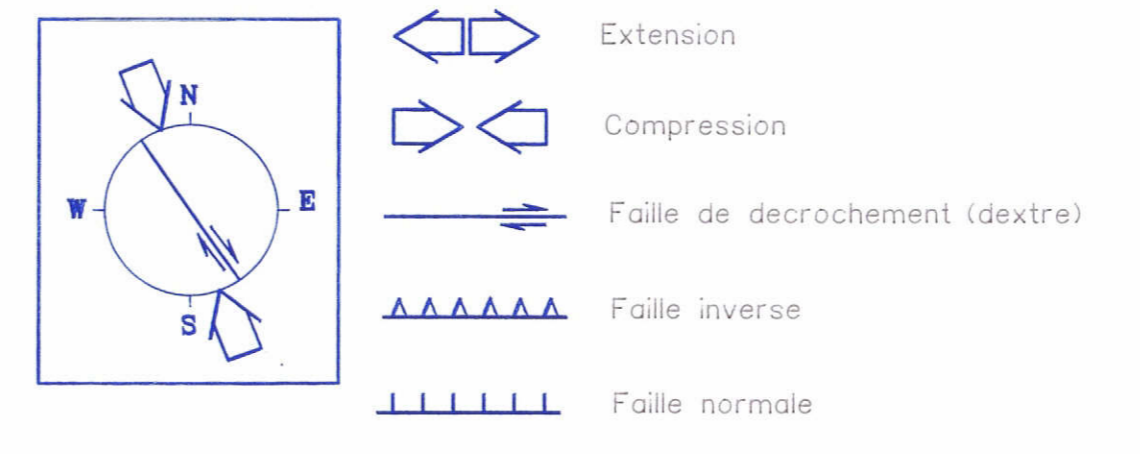 N
W
E
S
Extension
Compression
Faille de decrochement (dextre)
Faille inverse
Faille normale